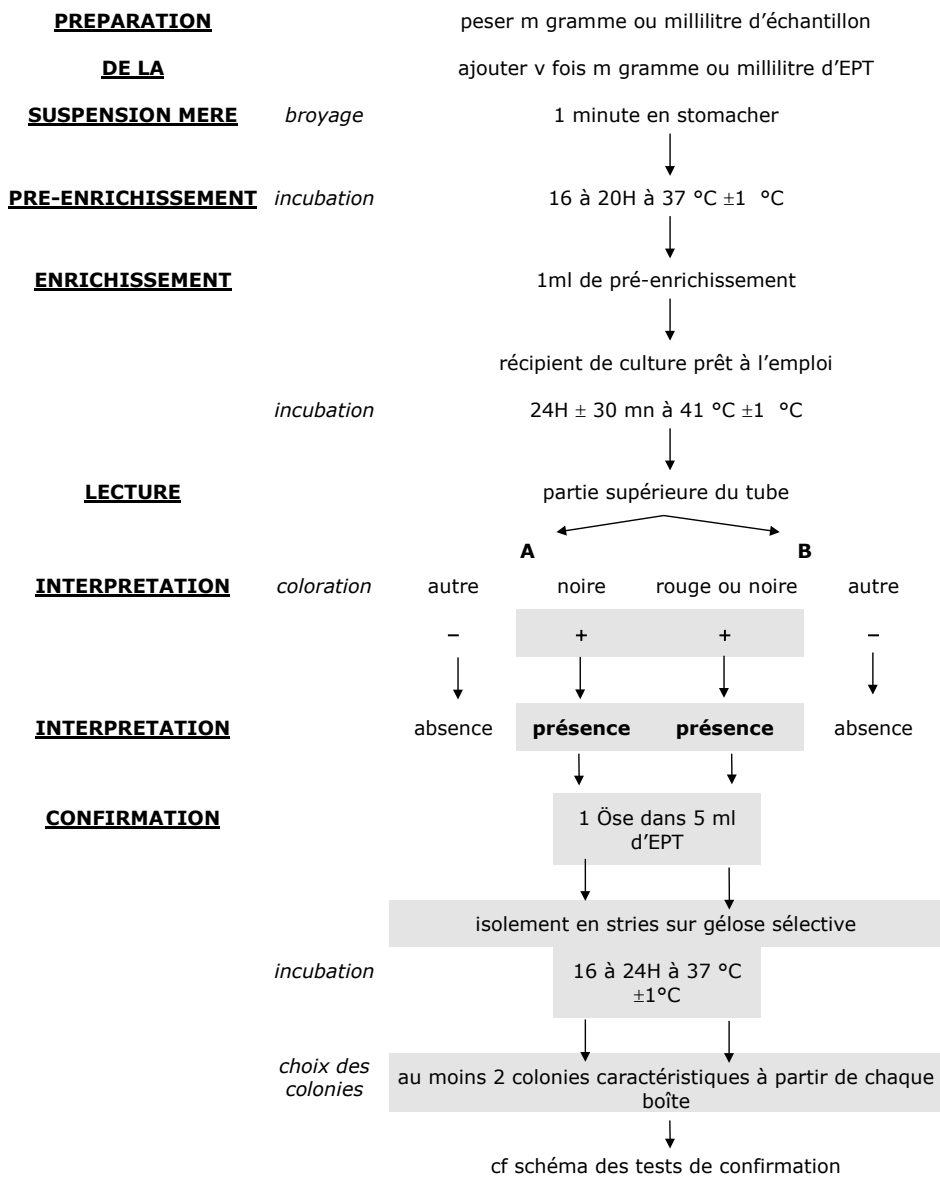 PREPARATION peser m gramme ou millilitre d'échantillon
DE LA ajouter v fois m gramme ou millilitre d'EPT
SUSPENSION MERE broyage 1 minute en stomacher
PRE-ENRICHISSEMENT incubation 16 à 20H à 37 °C ±1 °C
ENRICHISSEMENT 1ml de pré-enrichissement
récipient de culture prêt à l'emploi
incubation 24H ± 30 mn à 41 °C ±1 °C
LECTURE partie supérieure du tube
A B
INTERPRETATION coloration autre noire rouge ou noire autre
– + + –
INTERPRETATION absence présence présence absence
CONFIRMATION 1 Öse dans 5 ml
d'EPT
isolement en stries sur gélose sélective
incubation 16 à 24H à 37 °C
±1°C
choix des
colonies
au moins 2 colonies caractéristiques à partir de chaque
boîte
cf schéma des tests de confirmation